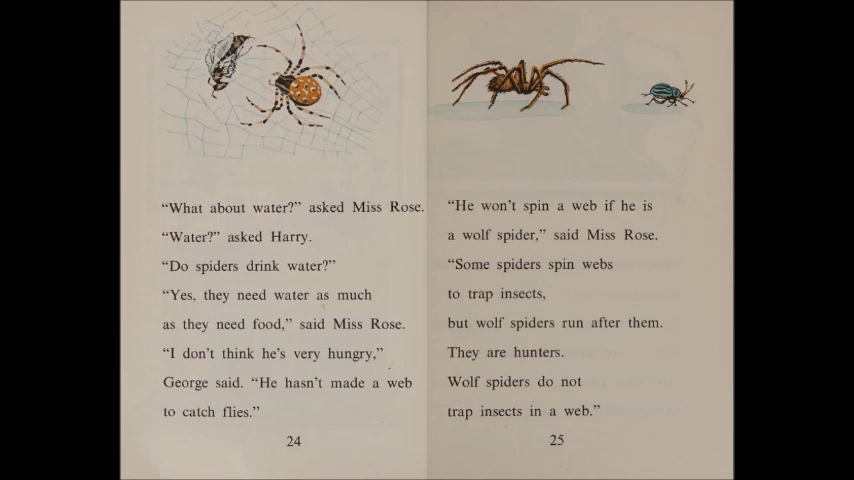 “What about water?” asked Miss Rose.
“Water?” asked Harry.
“Do spiders drink water?”
“Yes, they need water as much
as they need food,” said Miss Rose.
“I don’t think he’s very hungry,”
George said. “He hasn’t made a web
to catch flies.”
24
“He won’t spin a web if he is
a wolf spider,” said Miss Rose.
“Some spiders spin webs
to trap insects,
but wolf spiders run after them.
They are hunters.
Wolf spiders do not
trap insects in a web.”
25